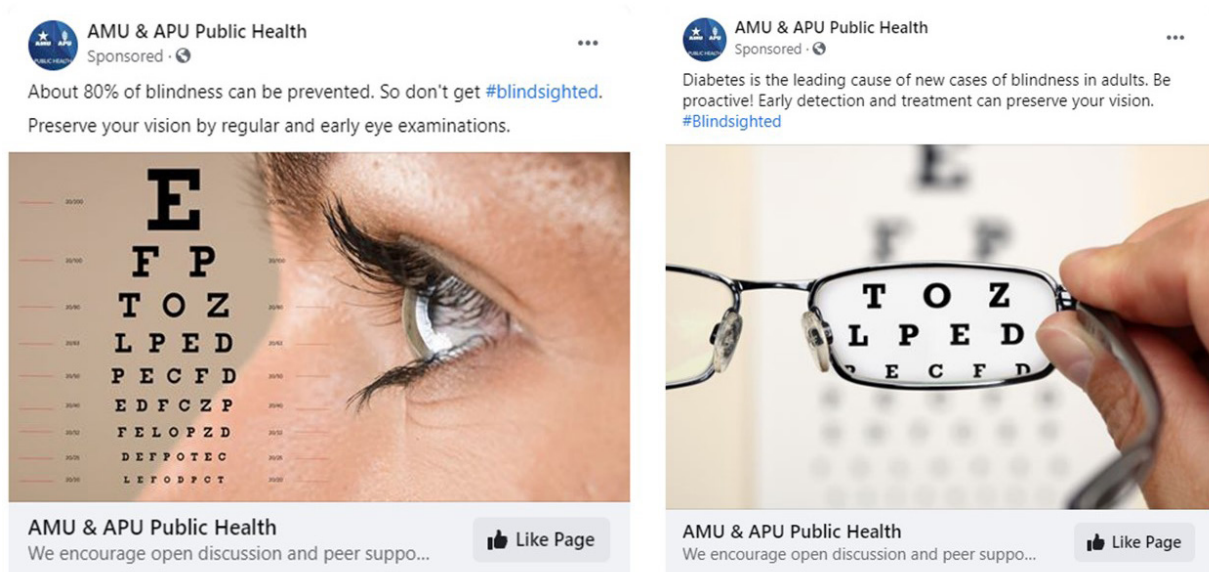 AMU & APU Public Health
Sponsored ·
About 80% of blindness can be prevented. So don't get #blindsighted.
Preserve your vision by regular and early eye examinations.
E
F P
T O Z
L P E D
P E C F D
E D F C Z P
F E L O P Z D
D E F P O T E C
L E F O D P C T
AMU & APU Public Health
We encourage open discussion and peer suppo...
Like Page
AMU & APU Public Health
Sponsored ·
Diabetes is the leading cause of new cases of blindness in adults. Be
proactive! Early detection and treatment can preserve your vision.
#Blindsighted
E
F P
T O Z
L P E D
P E C F D
AMU & APU Public Health
We encourage open discussion and peer suppo...
Like Page